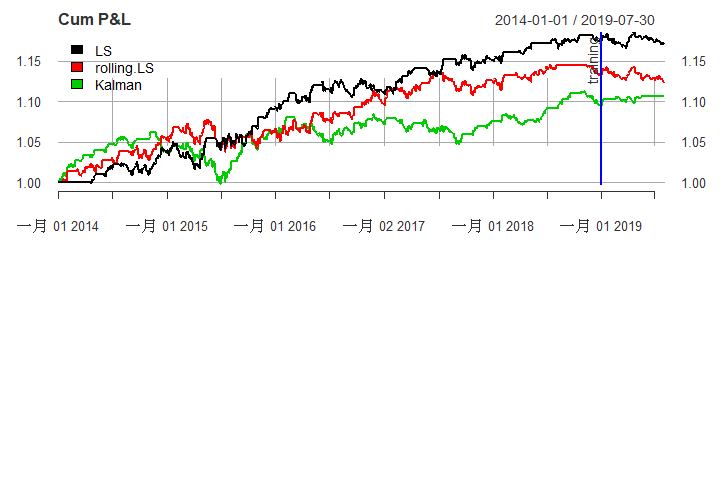 Cum P&L
2014-01-01 / 2019-07-30
LS
rolling.LS
Kalman
training
1.15
1.10
1.05
1.00
1.15
1.10
1.05
1.00
一月 01 2014
一月 01 2015
一月 01 2016
一月 02 2017
一月 01 2018
一月 01 2019